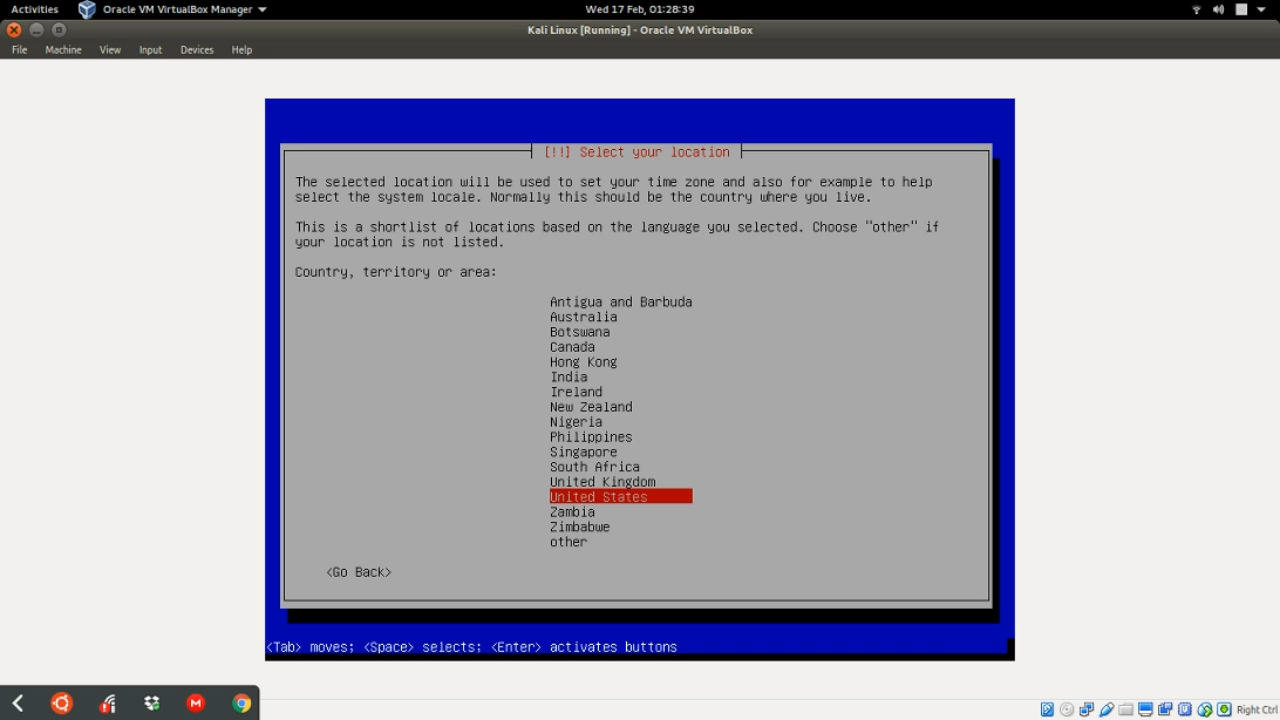 Activities Oracle VM VirtualBox Manager Wed 17 Feb, 01:28:39
Kali Linux [Running] - Oracle VM VirtualBox
File Machine View Input Devices Help
[!!] Select your location
The selected location will be used to set your time zone and also for example to help
select the system locale. Normally this should be the country where you live.
This is a shortlist of locations based on the language you selected. Choose "other" if
your location is not listed.
Country, territory or area:
Antigua and Barbuda
Australia
Botswana
Canada
Hong Kong
India
Ireland
New Zealand
Nigeria
Philippines
Singapore
South Africa
United Kingdom
United States
Zambia
Zimbabwe
other
<Go Back>
<Tab> moves; <Space> selects; <Enter> activates buttons
M
Right Ctrl